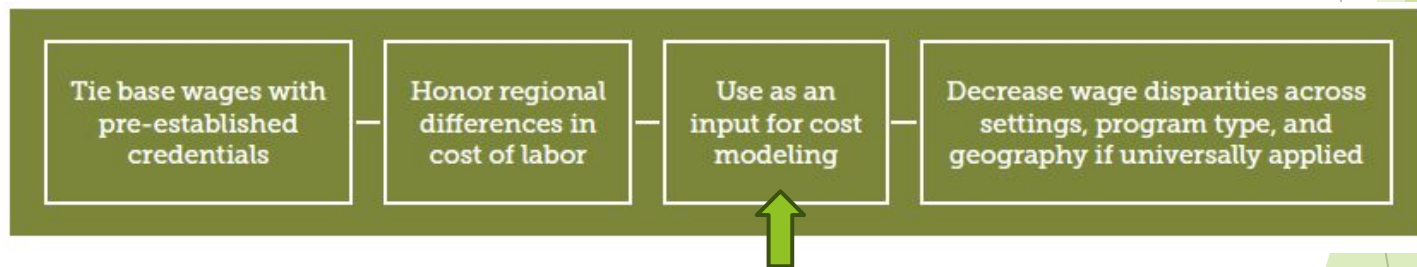 Tie base wages with
pre-established
credentials
Honor regional
differences in
cost of labor
Use as an
input for cost
modeling
Decrease wage disparities across
settings, program type, and
geography if universally applied